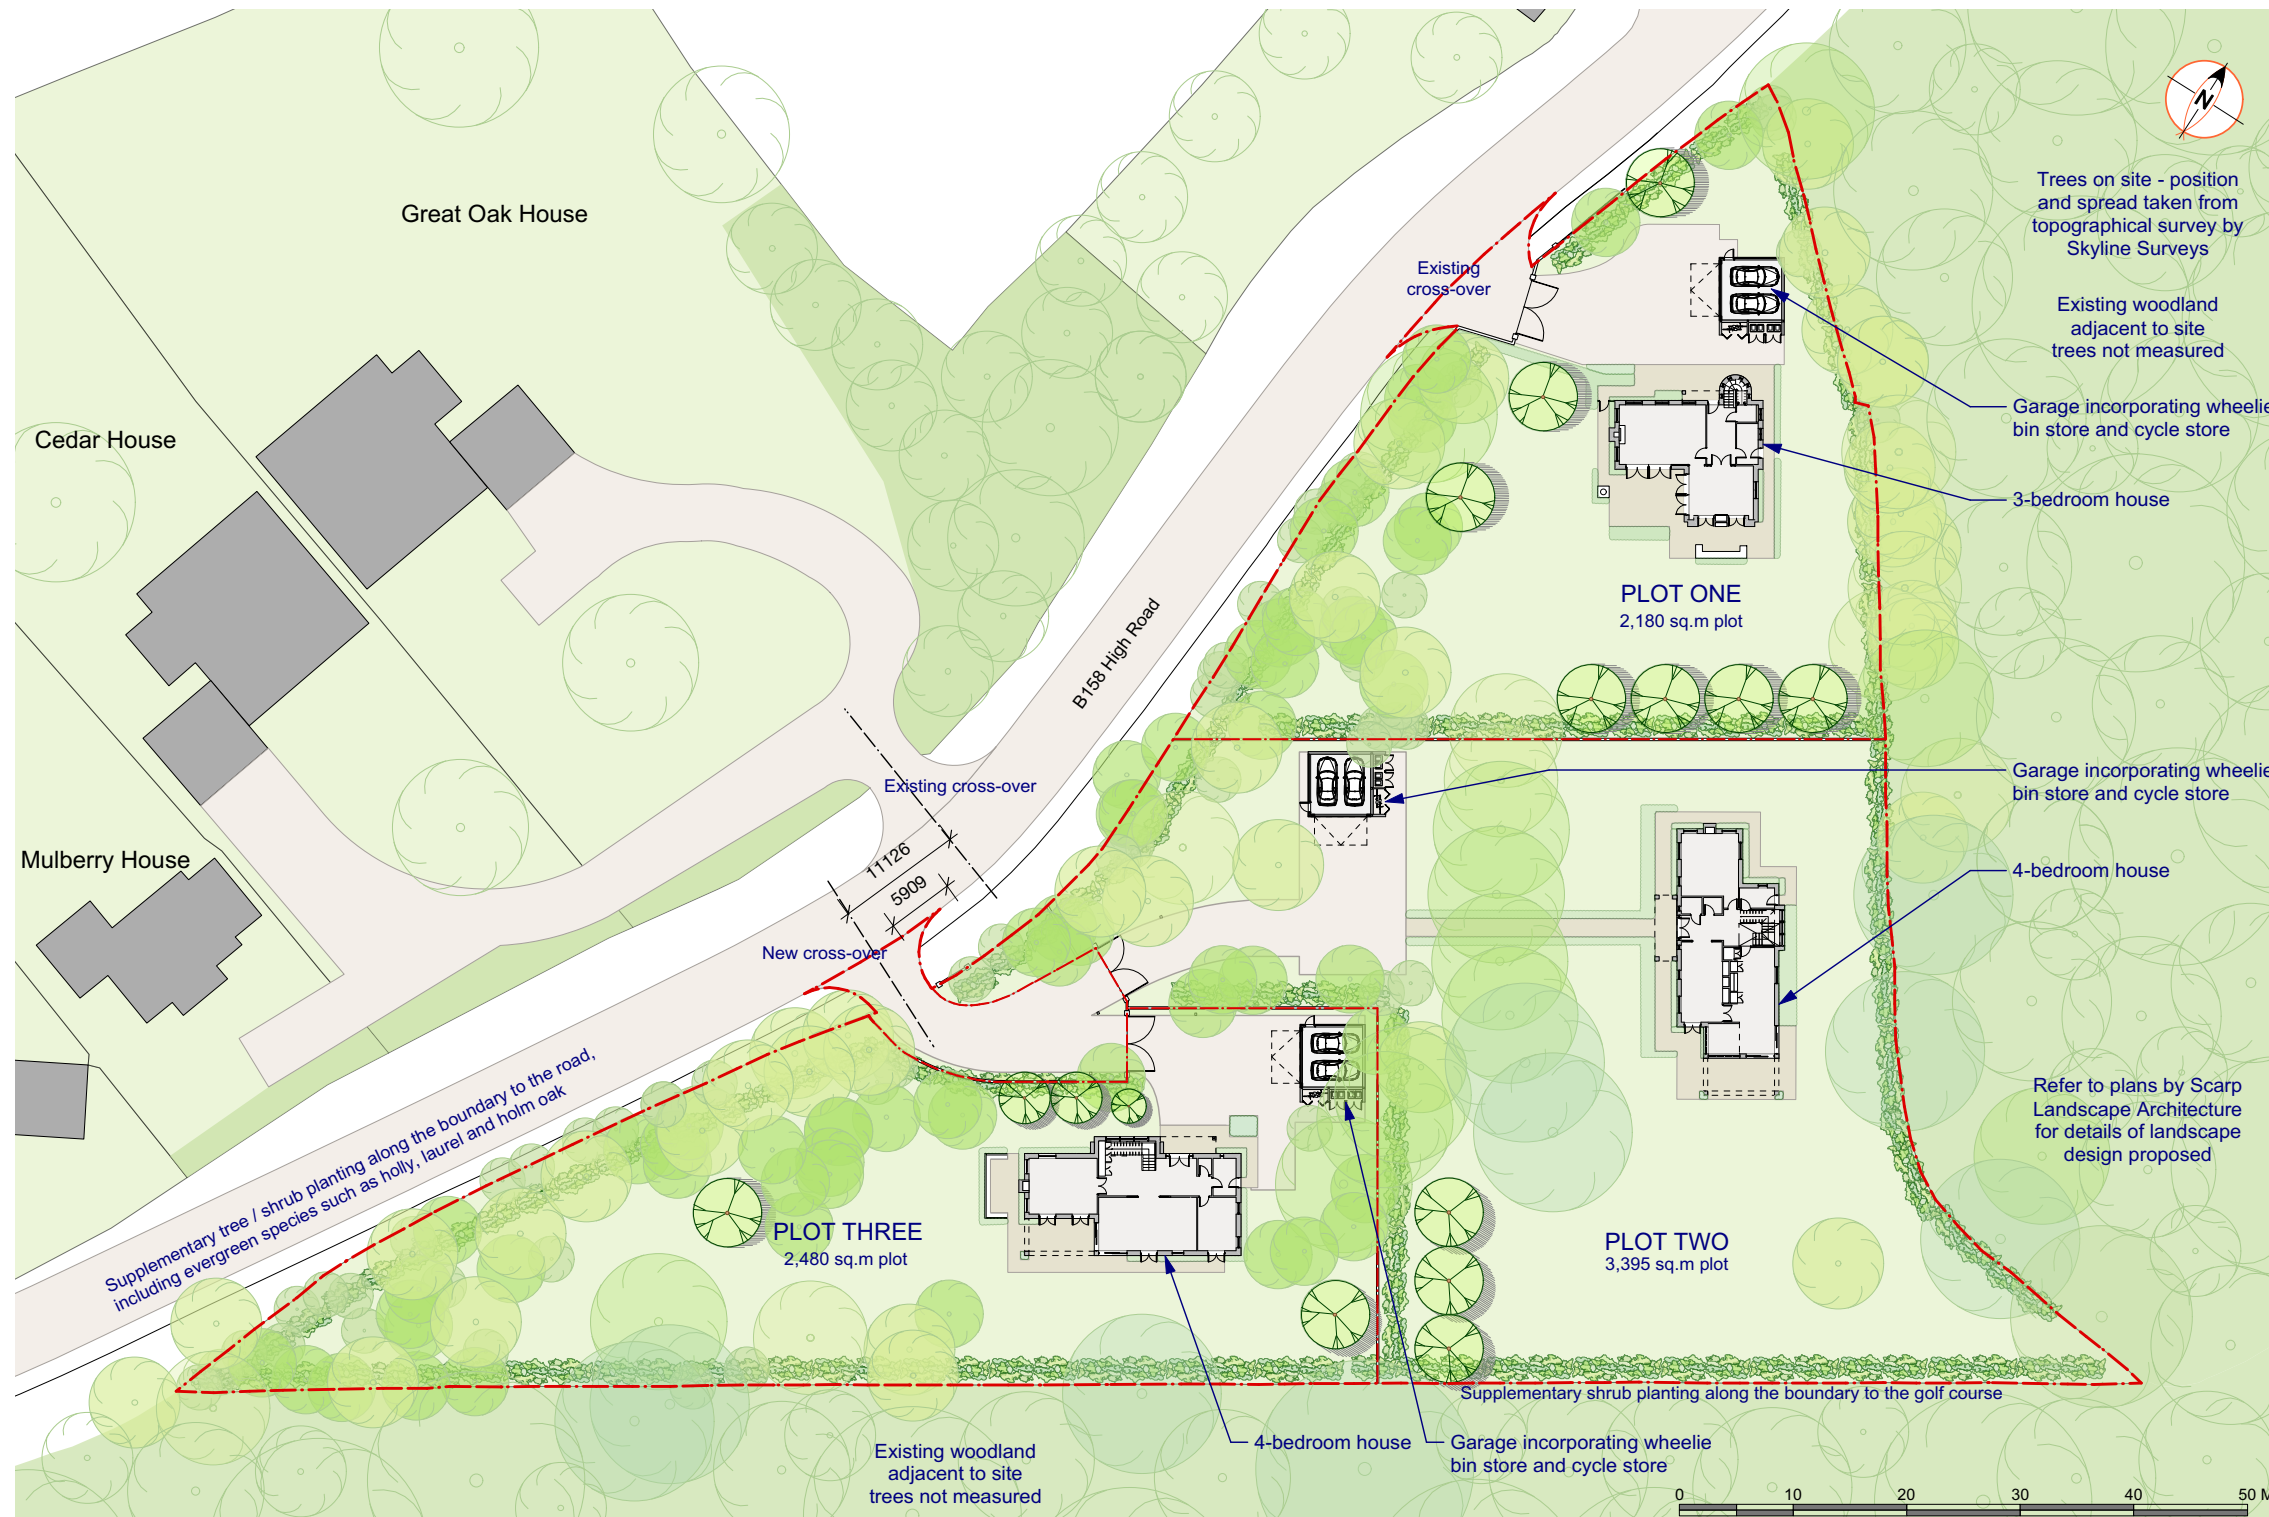 Great Oak House
Cedar House
Mulberry House
N
Trees on site - position
and spread taken from
topographical survey by
Skyline Surveys
Existing woodland
adjacent to site
trees not measured
Existing
cross-over
Garage incorporating wheelie
bin store and cycle store
3-bedroom house
PLOT ONE
2,180 sq.m plot
B158 High Road
Existing cross-over
11126
5909
New cross-over
Garage incorporating wheelie
bin store and cycle store
4-bedroom house
Supplementary tree / shrub planting along the boundary to the road,
including evergreen species such as holly, laurel and holm oak
PLOT THREE
2,480 sq.m plot
PLOT TWO
3,395 sq.m plot
Refer to plans by Scarp
Landscape Architecture
for details of landscape
design proposed
Supplementary shrub planting along the boundary to the golf course
Existing woodland
adjacent to site
trees not measured
4-bedroom house
Garage incorporating wheelie
bin store and cycle store
0 10 20 30 40 50 M